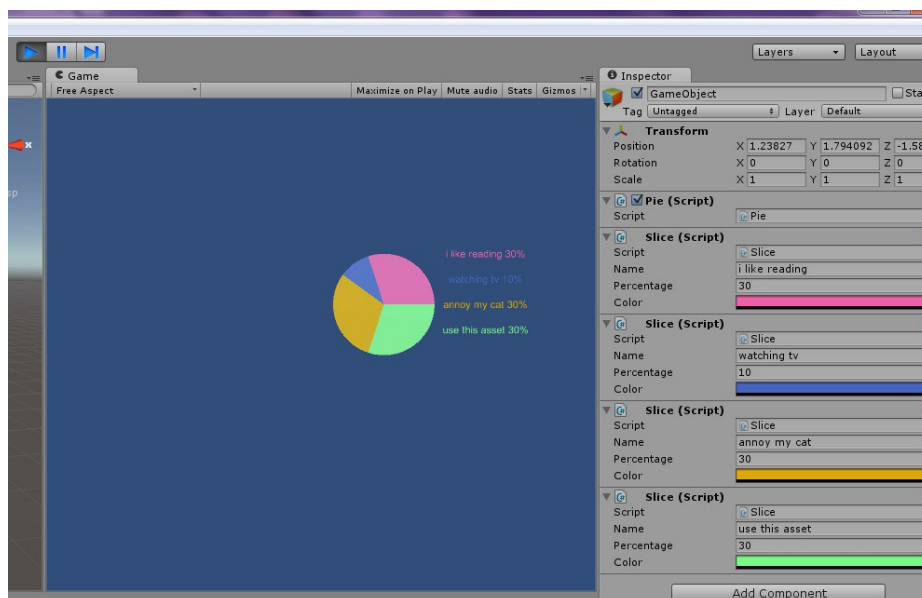 Layers
Layout
Game
Inspector
Free Aspect
Maximize on Play
Mute audio
Stats
Gizmos
GameObject
Tag Untagged Layer Default
Transform
Position X 1.23827 Y 1.794092 Z -1.58
Rotation X 0 Y 0 Z 0
Scale X 1 Y 1 Z 1
x
sp
Pie (Script)
Script Pie
Slice (Script)
Script Slice
Name i like reading
Percentage 30
Color
Slice (Script)
Script Slice
Name watching tv
Percentage 10
Color
Slice (Script)
Script Slice
Name annoy my cat
Percentage 30
Color
Slice (Script)
Script Slice
Name use this asset
Percentage 30
Color
Add Component
i like reading 30%
watching tv 10%
annoy my cat 30%
use this asset 30%